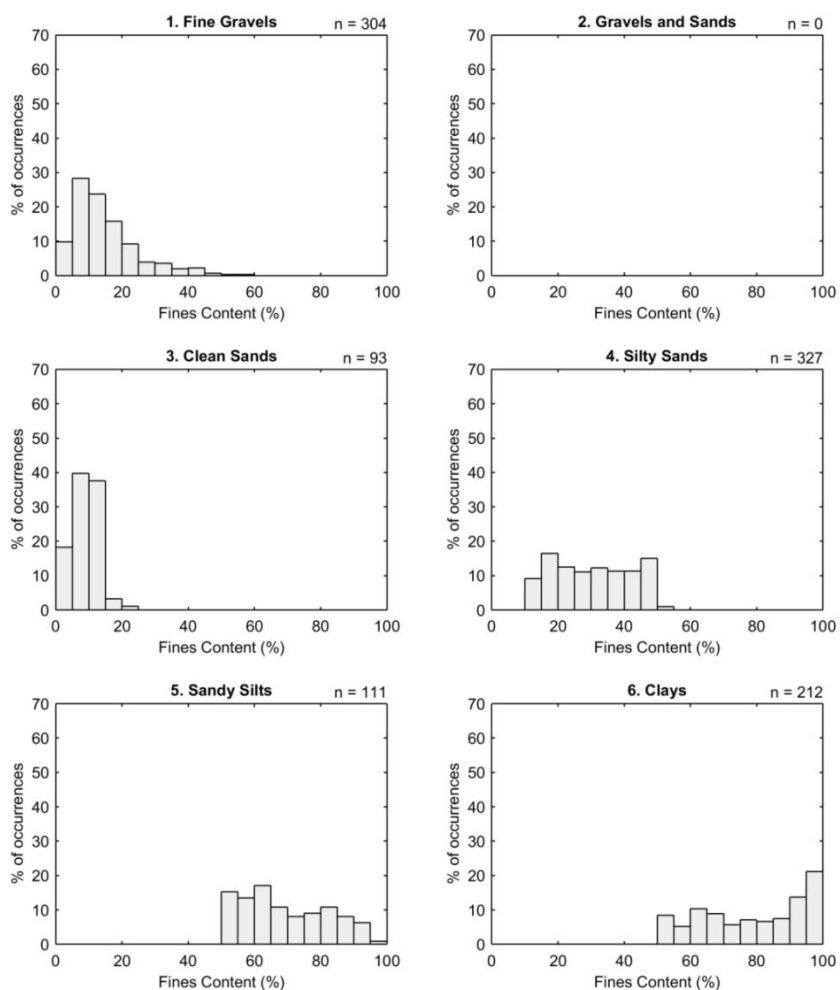 1. Fine Gravels
n = 304
70
60
50
40
30
20
10
0
% of occurrences
0 20 40 60 80 100
Fines Content (%)
2. Gravels and Sands
n = 0
70
60
50
40
30
20
10
0
% of occurrences
0 20 40 60 80 100
Fines Content (%)
3. Clean Sands
n = 93
70
60
50
40
30
20
10
0
% of occurrences
0 20 40 60 80 100
Fines Content (%)
4. Silty Sands
n = 327
70
60
50
40
30
20
10
0
% of occurrences
0 20 40 60 80 100
Fines Content (%)
5. Sandy Silts
n = 111
70
60
50
40
30
20
10
0
% of occurrences
0 20 40 60 80 100
Fines Content (%)
6. Clays
n = 212
70
60
50
40
30
20
10
0
% of occurrences
0 20 40 60 80 100
Fines Content (%)